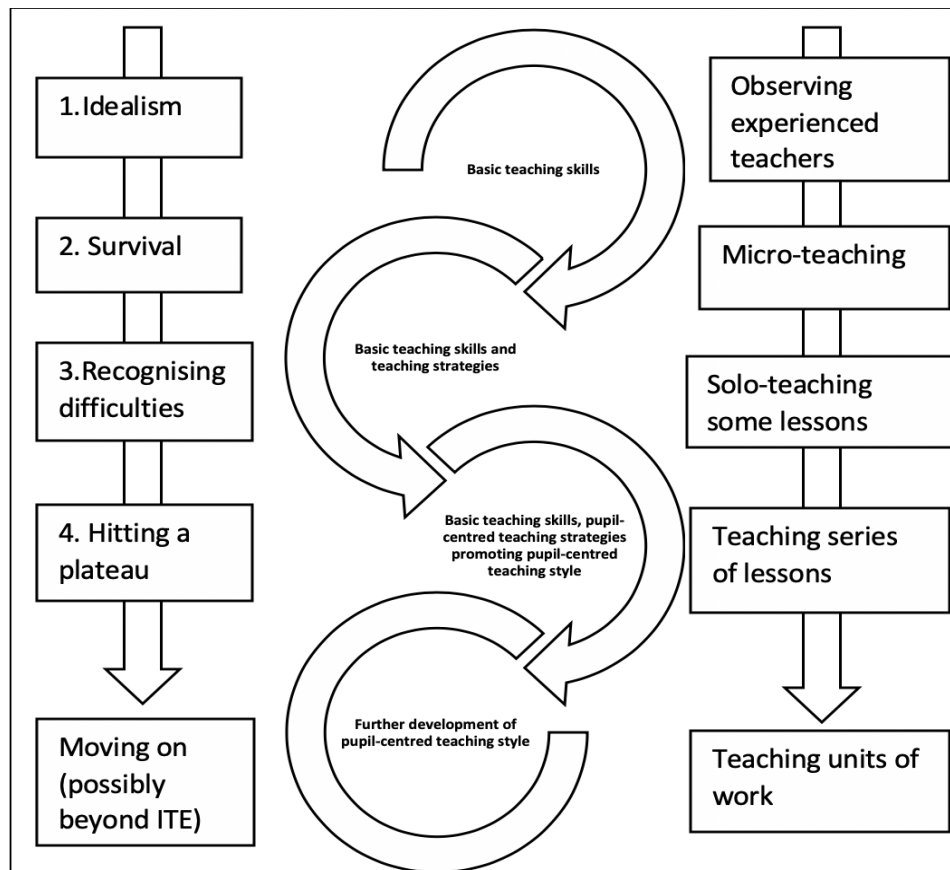 1.Idealism
2. Survival
3.Recognising
difficulties
4. Hitting a
plateau
Moving on
(possibly
beyond ITE)
Basic teaching skills
Basic teaching skills and
teaching strategies
Basic teaching skills, pupil-
centred teaching strategies
promoting pupil-centred
teaching style
Further development of
pupil-centred teaching style
Observing
experienced
teachers
Micro-teaching
Solo-teaching
some lessons
Teaching series
of lessons
Teaching units of
work